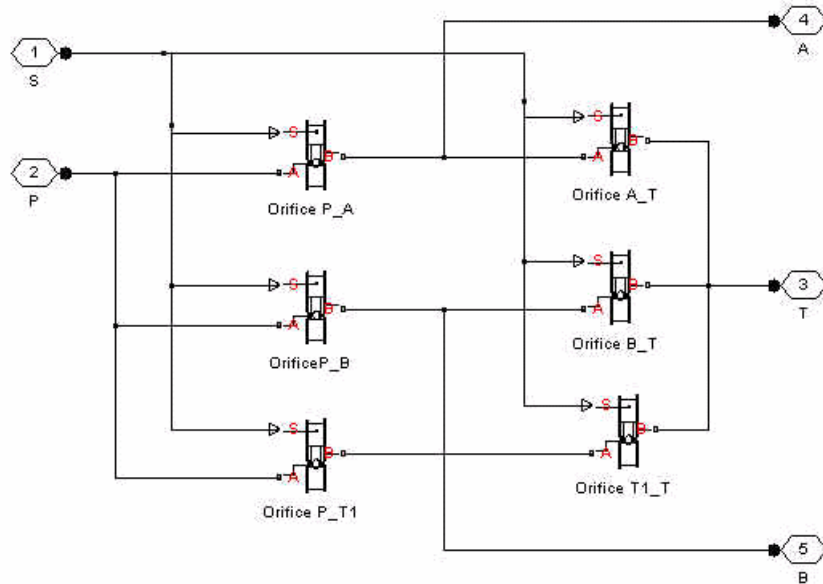 4
A
1
S
S
B
A
Orifice P_A
S
B
A
Orifice A_T
2
P
S
B
A
OrificeP_B
S
B
A
Orifice B_T
3
T
S
B
A
Orifice P_T1
S
B
A
Orifice T1_T
5
B